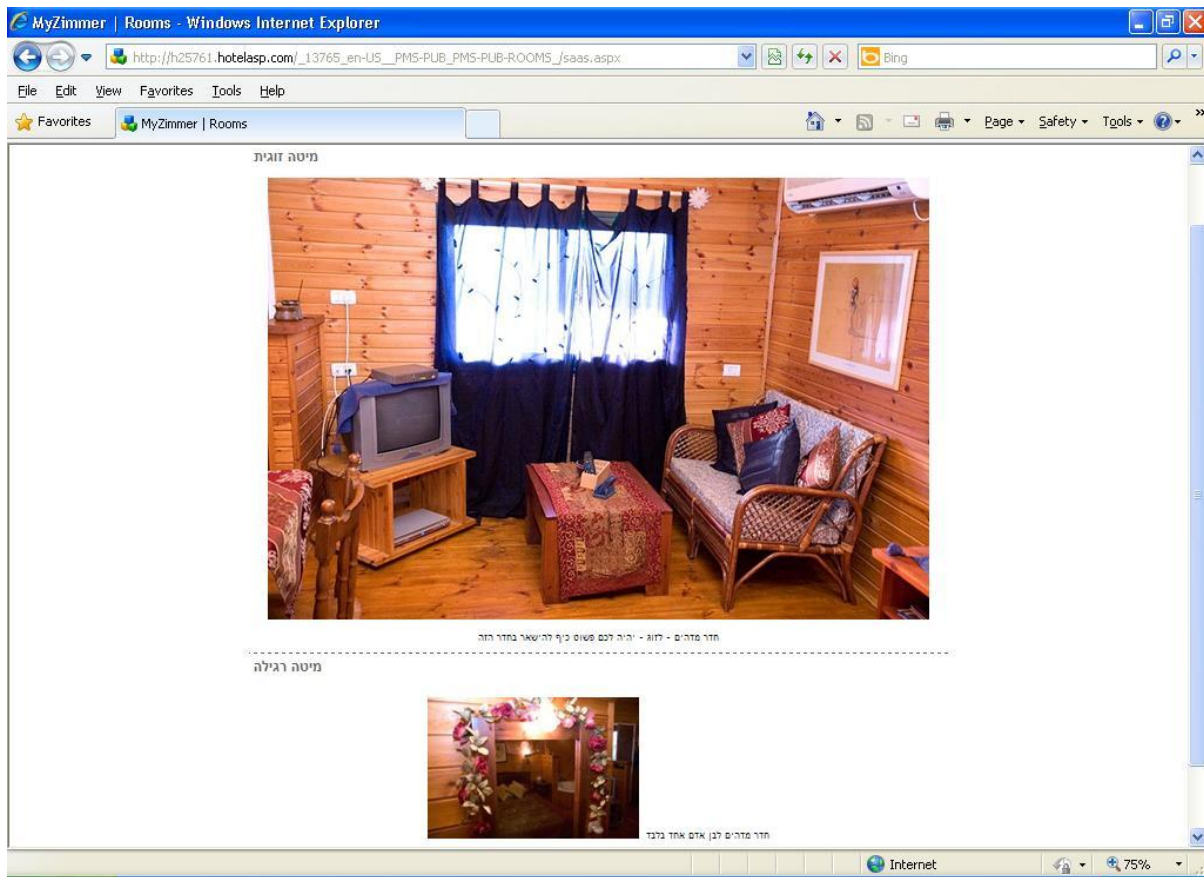 MyZimmer | Rooms - Windows Internet Explorer
http://h25761.hotelasp.com/_13765_en-US__PMS-PUB_PMS-PUB-ROOMS_/saas.aspx
Bing
File Edit View Favorites Tools Help
Favorites
MyZimmer | Rooms
Page Safety Tools
מיטה זוגית
חדר מדהים - לזוג - יהיה לכם פשוט כיף להישאר בחדר הזה
מיטה רגילה
חדר מדהים לבן אדם אחד בלבד
Internet
75%